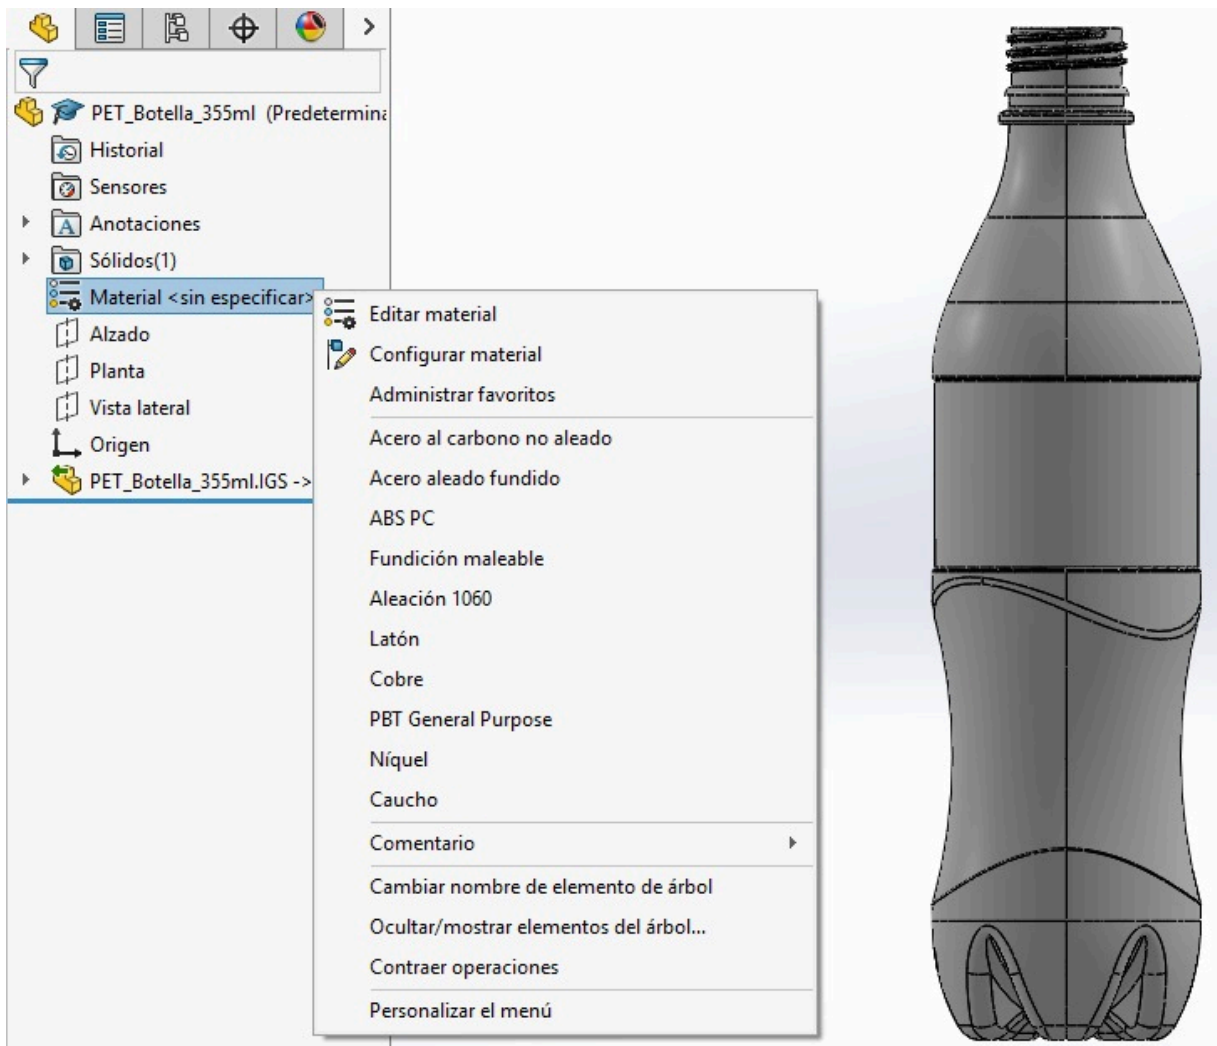 PET_Botella_355ml (Predetermina
Historial
Sensores
Anotaciones
Sólidos(1)
Material <sin especificar>
Alzado
Planta
Vista lateral
Origen
PET_Botella_355ml.IGS ->
Editar material
Configurar material
Administrar favoritos
Acero al carbono no aleado
Acero aleado fundido
ABS PC
Fundición maleable
Aleación 1060
Latón
Cobre
PBT General Purpose
Níquel
Caucho
Comentario
Cambiar nombre de elemento de árbol
Ocultar/mostrar elementos del árbol...
Contraer operaciones
Personalizar el menú